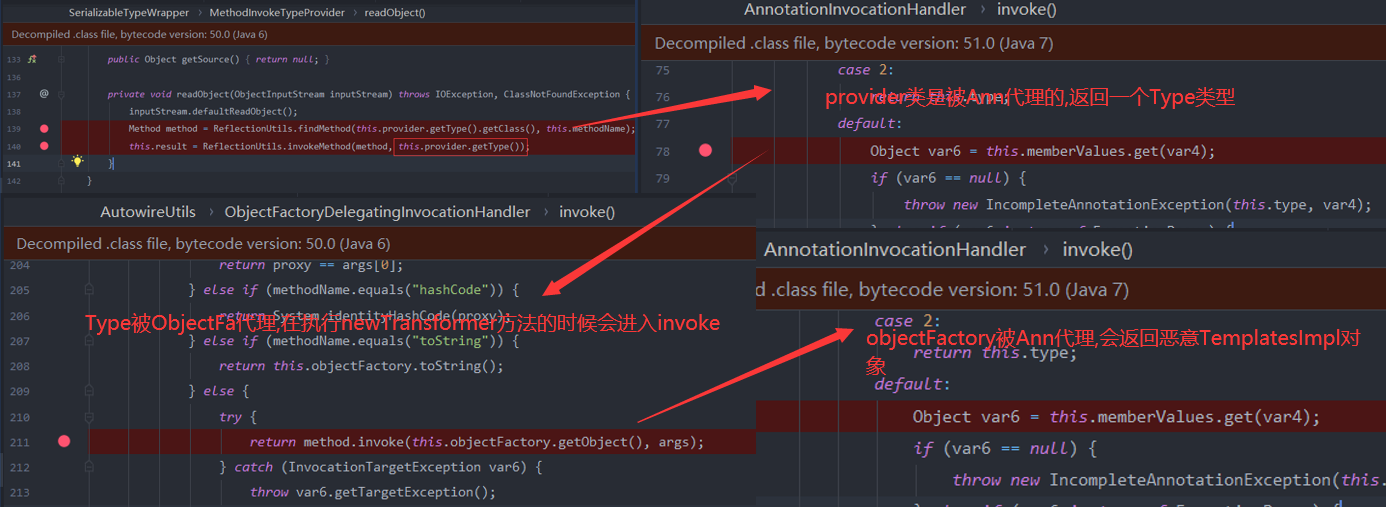 SerializableTypeWrapper › MethodInvokeTypeProvider › readObject()
Decompiled .class file, bytecode version: 50.0 (Java 6)
133 public Object getSource() { return null; }
136
137 @ private void readObject(ObjectInputStream inputStream) throws IOException, ClassNotFoundException {
138 inputStream.defaultReadObject();
139 Method method = ReflectionUtils.findMethod(this.provider.getType().getClass(), this.methodName);
140 this.result = ReflectionUtils.invokeMethod(method, this.provider.getType());
141 }
142 }
AnnotationInvocationHandler › invoke()
Decompiled .class file, bytecode version: 51.0 (Java 7)
75 case 2:
76 return this.type;
provider类是被Ann代理的,返回一个Type类型
77 default:
78 Object var6 = this.memberValues.get(var4);
79 if (var6 == null) {
throw new IncompleteAnnotationException(this.type, var4);
AutowireUtils › ObjectFactoryDelegatingInvocationHandler › invoke()
Decompiled .class file, bytecode version: 50.0 (Java 6)
204 return proxy == args[0];
205 } else if (methodName.equals("hashCode")) {
206 return System.identityHashCode(proxy);
Type被ObjectFa代理,在执行newTransformer方法的时候会进入invoke
207 } else if (methodName.equals("toString")) {
208 return this.objectFactory.toString();
209 } else {
210 try {
211 return method.invoke(this.objectFactory.getObject(), args);
212 } catch (InvocationTargetException var6) {
213 throw var6.getTargetException();
AnnotationInvocationHandler › invoke()
d .class file, bytecode version: 51.0 (Java 7)
case 2:
objectFactory被Ann代理,会返回恶意TemplatesImpl对
象
return this.type;
default:
Object var6 = this.memberValues.get(var4);
if (var6 == null) {
throw new IncompleteAnnotationException(this.